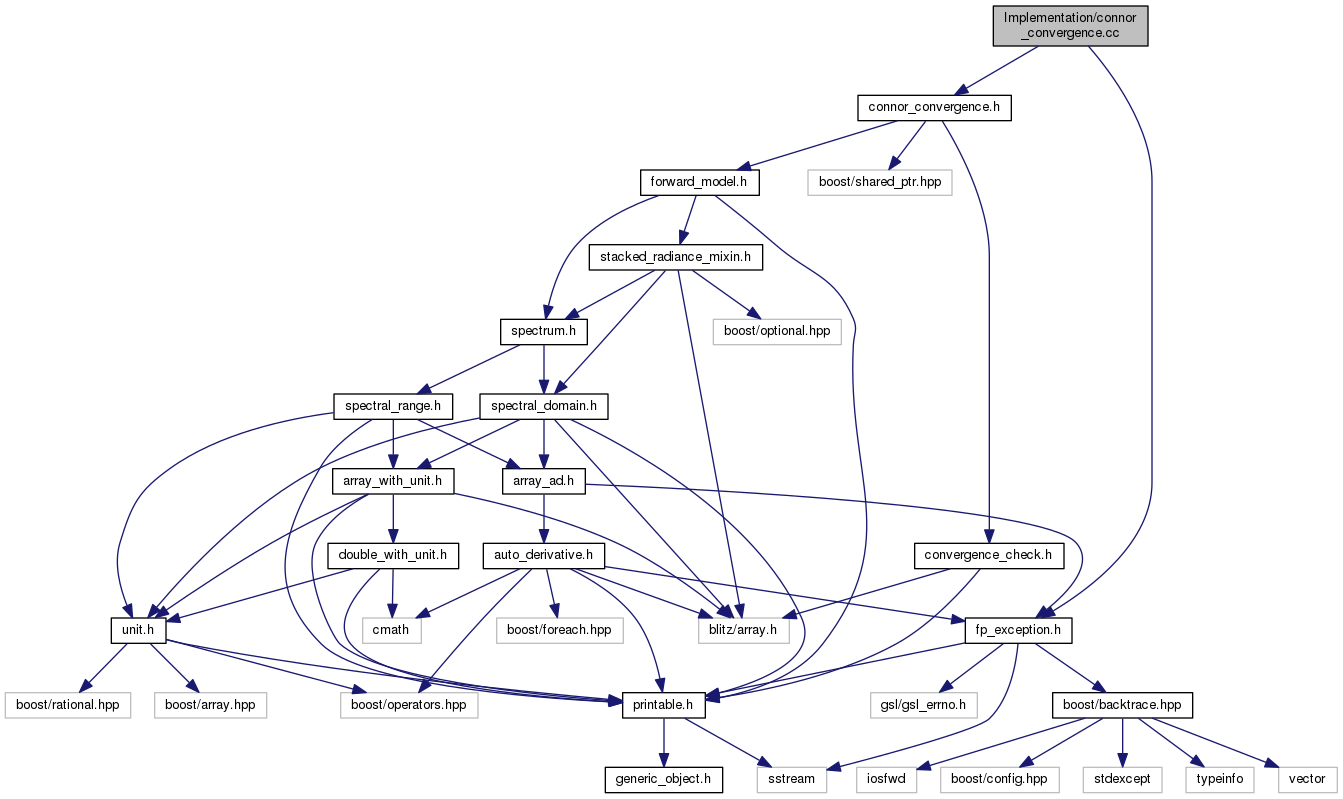 Implementation/connor
_convergence.cc
connor_convergence.h
forward_model.h
boost/shared_ptr.hpp
stacked_radiance_mixin.h
spectrum.h
boost/optional.hpp
spectral_range.h
spectral_domain.h
array_with_unit.h
array_ad.h
double_with_unit.h
auto_derivative.h
convergence_check.h
unit.h
cmath
boost/foreach.hpp
blitz/array.h
fp_exception.h
boost/rational.hpp
boost/array.hpp
boost/operators.hpp
printable.h
gsl/gsl_errno.h
boost/backtrace.hpp
generic_object.h
sstream
iosfwd
boost/config.hpp
stdexcept
typeinfo
vector